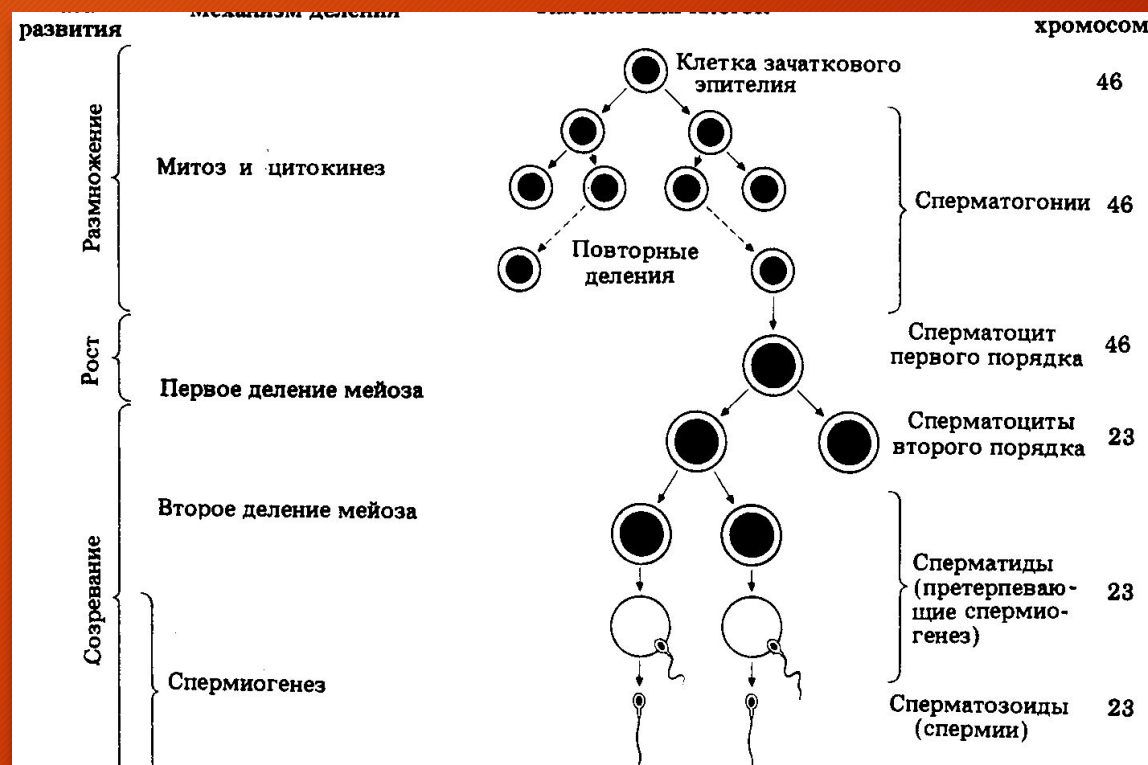 развития
Механизм деления
хромосом
Размножение
Митоз и цитокинез
Клетка зачаткового
эпителия
46
Повторные
деления
Сперматогонии 46
Рост
Сперматоцит
первого порядка
46
Первое деление мейоза
Сперматоциты
второго порядка
23
Созревание
Второе деление мейоза
Спермиогенез
Сперматиды
(претерпеваю-
щие спермио-
генез)
23
Сперматозоиды
(спермии)
23